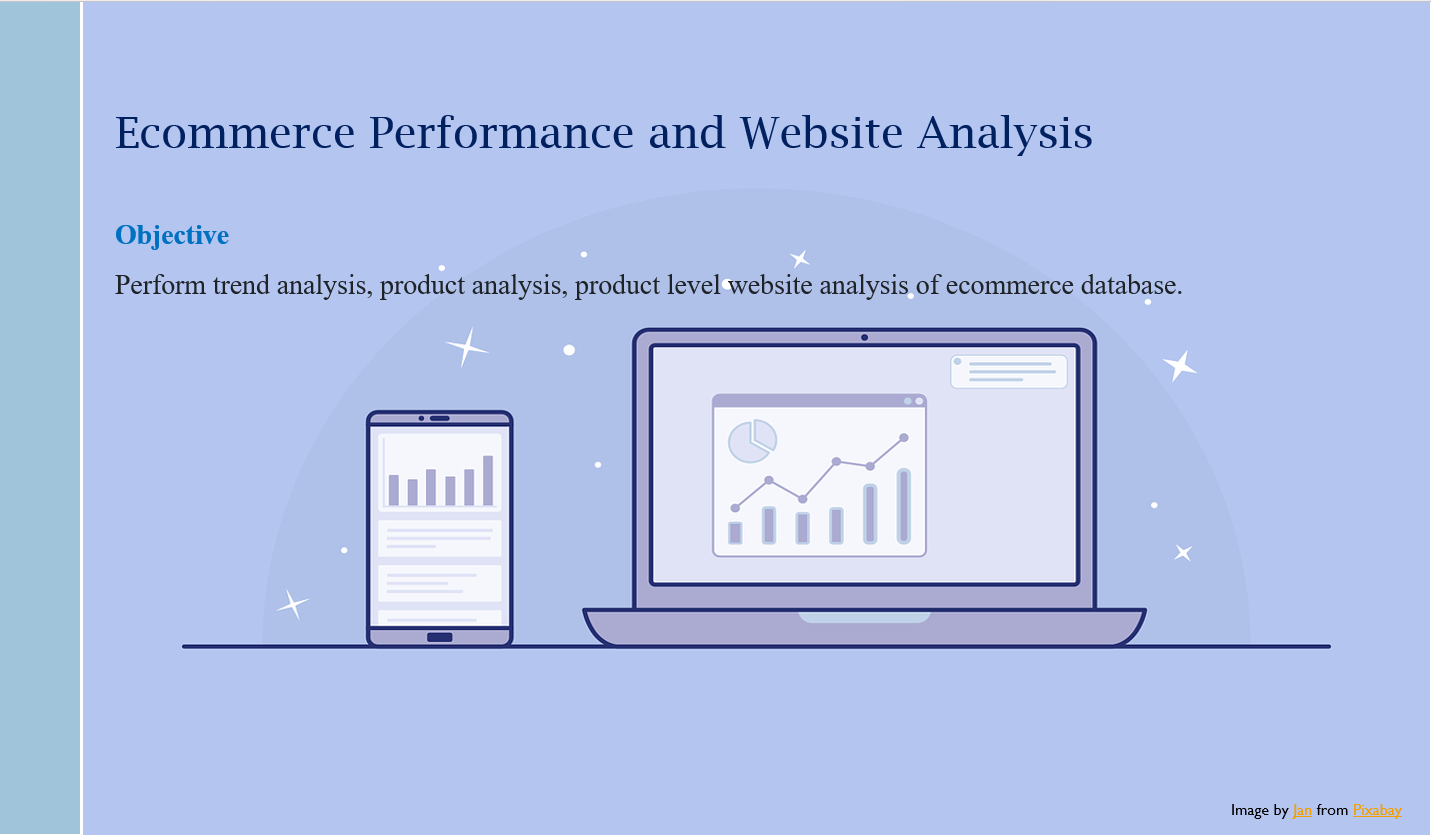 Ecommerce Performance and Website Analysis
Objective
Perform trend analysis, product analysis, product level website analysis of ecommerce database.
Image by Jan from Pixabay